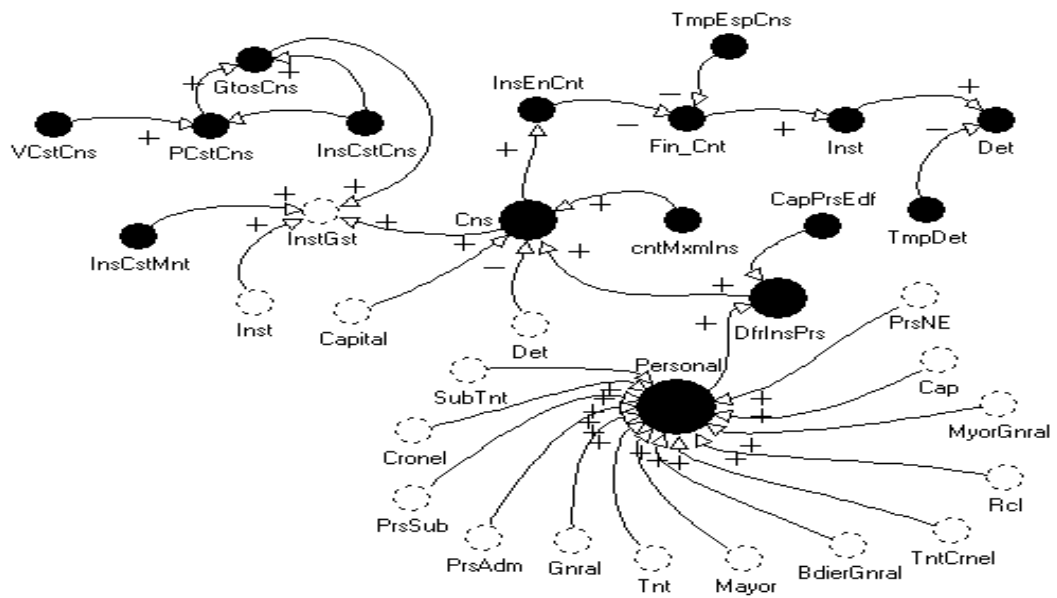 TmpEspCns
GtosCns
InsEnCnt
VCstCns
PCstCns
InsCstCns
Fin_Cnt
Inst
Det
CapPrsEdf
Cns
cntMxmIns
TmpDet
InstGst
InsCstMnt
Inst
Capital
Det
DfrInsPrs
PrsNE
Personal
SubTnt
Cap
MyorGnral
Cronel
PrsSub
Rcl
PrsAdm
Gnral
Tnt
Mayor
BdierGnral
TntCrnel